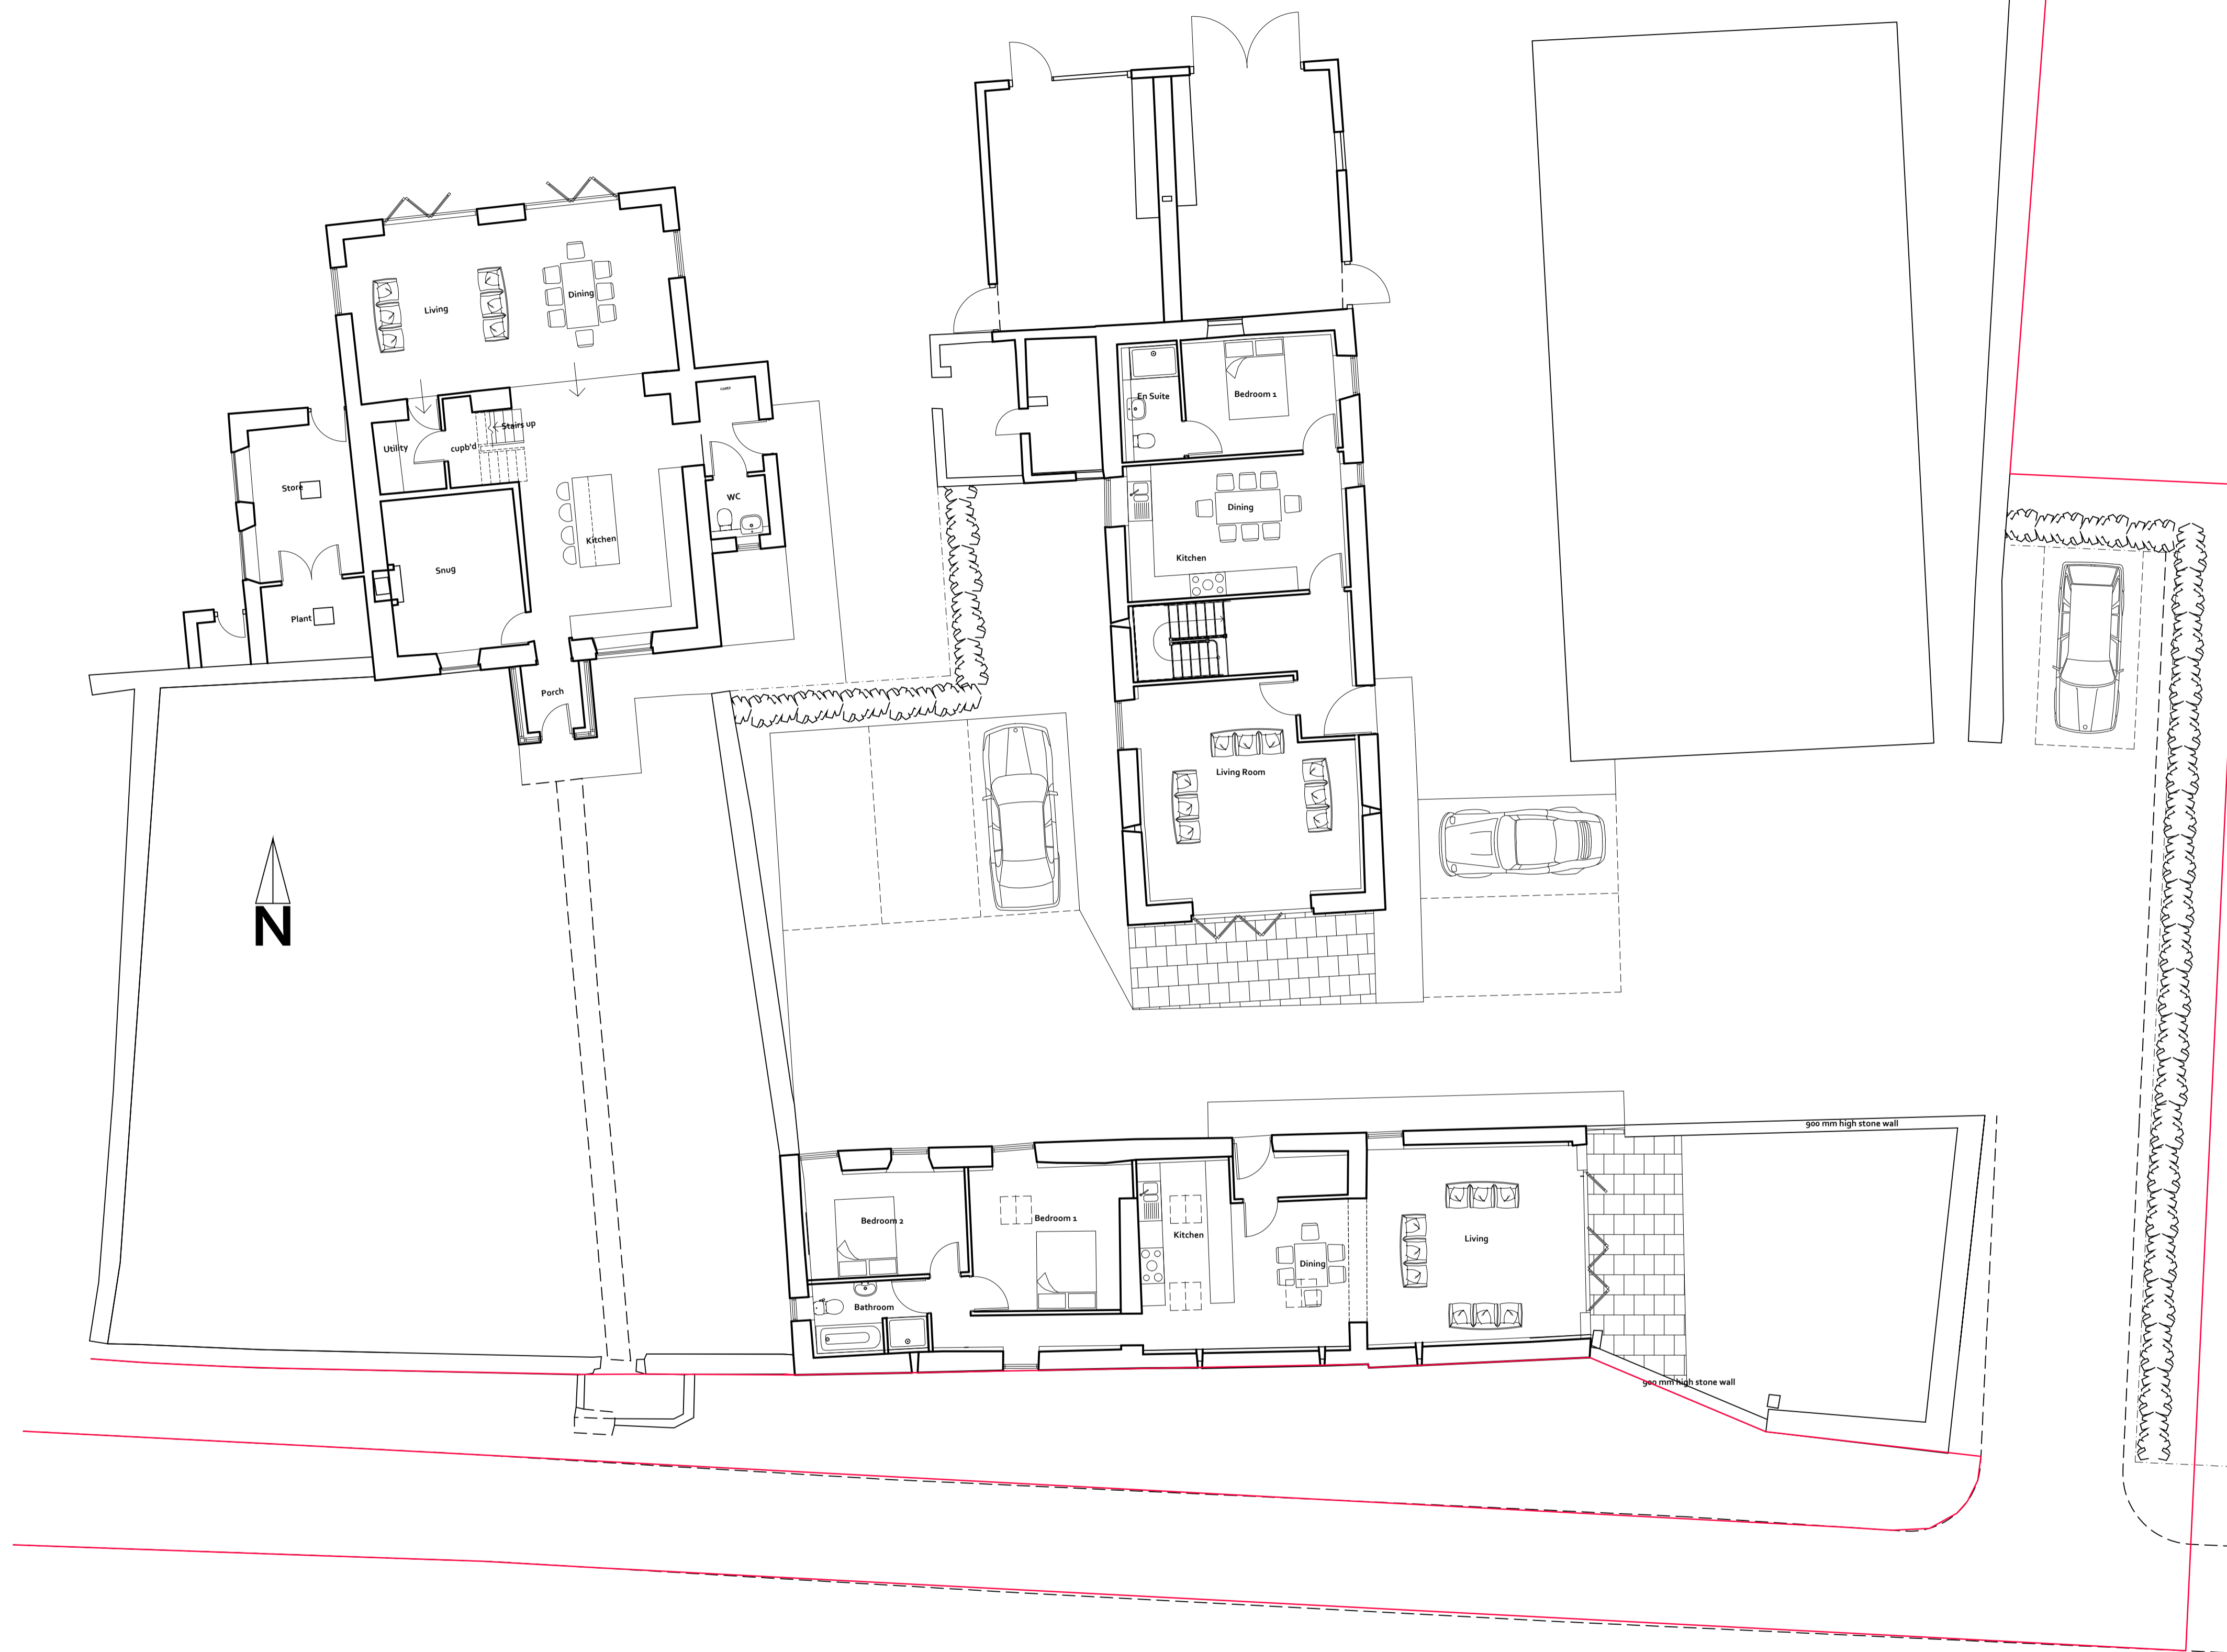 Living
Dining
Utility
cupb'd
Stairs up
Store
WC
Kitchen
Snug
Plant
Porch
N
En Suite
Bedroom 1
Dining
Kitchen
Living Room
900 mm high stone wall
Bedroom 2
Bedroom 1
Kitchen
Living
Dining
Bathroom
900 mm high stone wall